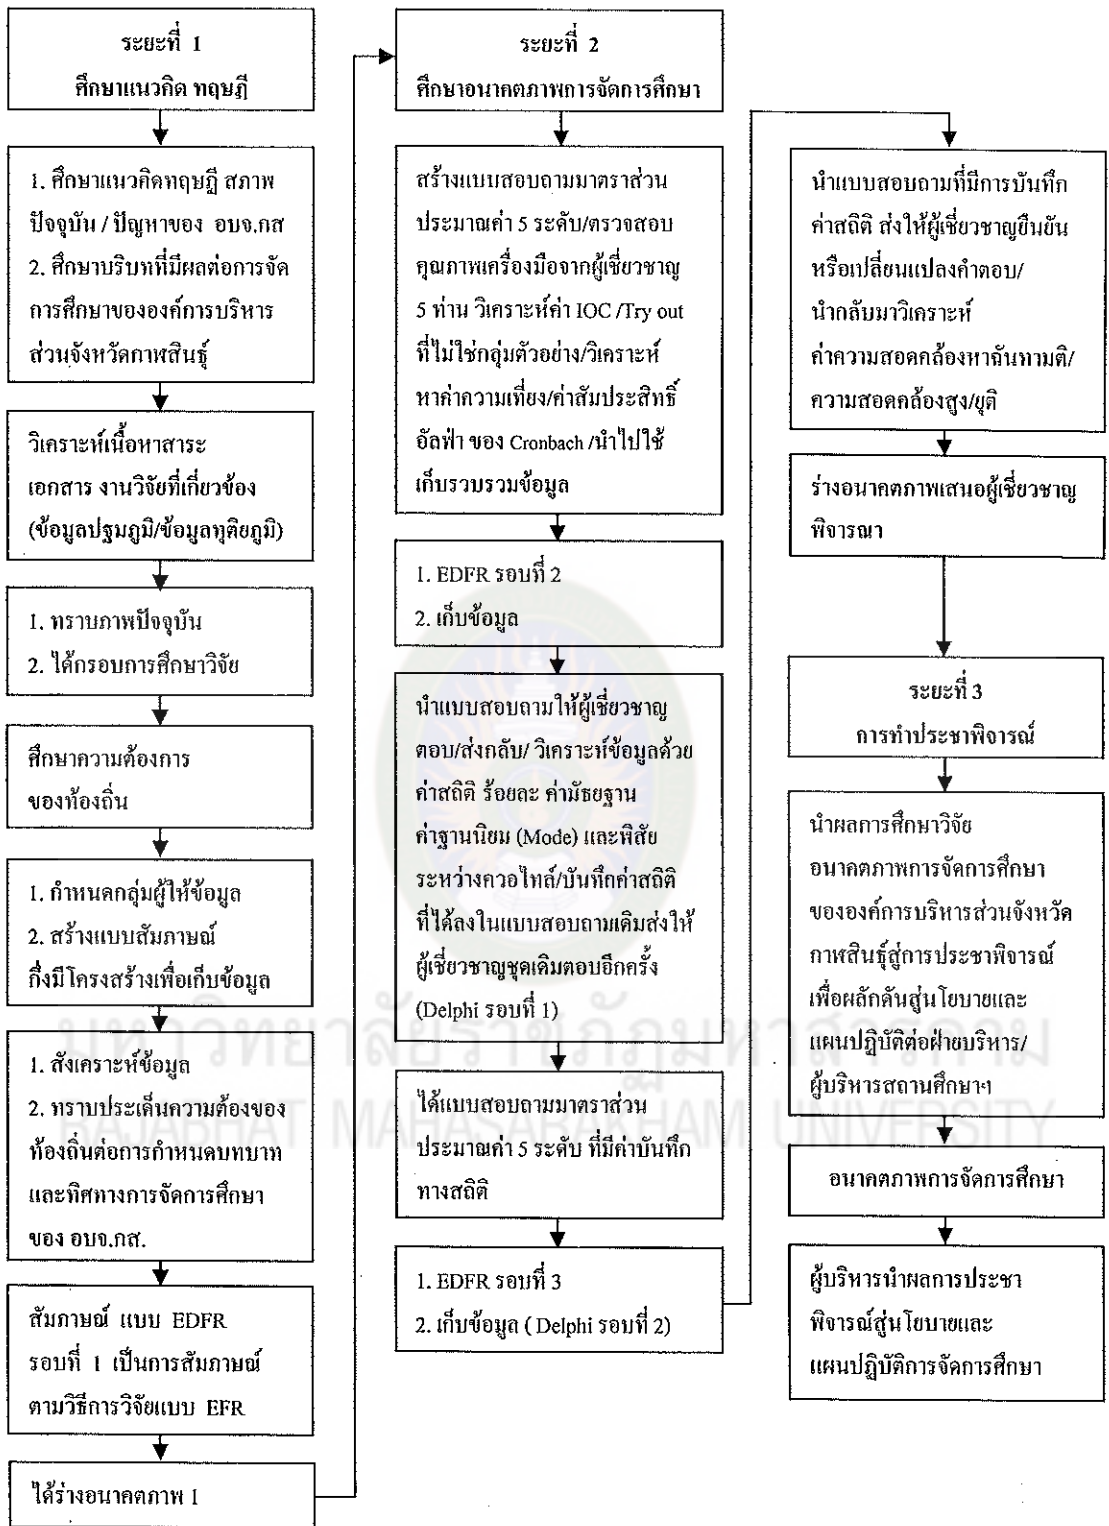 ระยะที่ 1
ศึกษาแนวกิด ทฤษฎี
1. ศึกษาแนวคิดทฤษฎี สภาพ
ปัจจุบัน / ปัญหาของ อบจ.กส
2. ศึกษาบริบทที่มีผลต่อการจัด
การศึกษาขององค์การบริหาร
ส่วนจังหวัดกาฬสินธุ์
วิเคราะห์เนื้อหาสาระ
เอกสาร งานวิจัยที่เกี่ยวข้อง
(ข้อมูลปฐมภูมิ/ข้อมูลทุติยภูมิ)
1. ทราบภาพปัจจุบัน
2. ได้กรอบการศึกษาวิจัย
ศึกษาความต้องการ
ของท้องถิ่น
1. กำหนดกลุ่มผู้ให้ข้อมูล
2. สร้างแบบสัมภาษณ์
กึ่งมีโครงสร้างเพื่อเก็บข้อมูล
1. สังเคราะห์ข้อมูล
2. ทราบประเด็นความต้องของ
ท้องถิ่นต่อการกำหนดบทบาท
และทิศทางการจัดการศึกษา
ของ อบจ.กส.
สัมภาษณ์ แบบ EDFR
รอบที่ 1 เป็นการสัมภาษณ์
ตามวิธีการวิจัยแบบ EFR
ได้ร่างอนาคตภาพ 1
ระยะที่ 2
ศึกษาอนาคตภาพการจัดการศึกษา
สร้างแบบสอบถามมาตราส่วน
ประมาณค่า 5 ระดับ/ตรวจสอบ
คุณภาพเครื่องมือจากผู้เชี่ยวชาญ
5 ท่าน วิเคราะห์ค่า IOC /Try out
ที่ไม่ใช่กลุ่มตัวอย่าง/วิเคราะห์
หาค่าความเที่ยง/ค่าสัมประสิทธิ์
อัลฟ่า ของ Cronbach /นำไปใช้
เก็บรวบรวมข้อมูล
1. EDFR รอบที่ 2
2. เก็บข้อมูล
นำแบบสอบถามให้ผู้เชี่ยวชาญ
ตอบ/ส่งกลับ/ วิเคราะห์ข้อมูลด้วย
ค่าสถิติ ร้อยละ ค่ามัธยฐาน
ค่าฐานนิยม (Mode) และพิสัย
ระหว่างควอไทล์/บันทึกค่าสถิติ
ที่ได้ลงในแบบสอบถามเดิมส่งให้
ผู้เชี่ยวชาญชุดเดิมตอบอีกครั้ง
(Delphi รอบที่ 1)
ได้แบบสอบถามมาตราส่วน
ประมาณค่า 5 ระดับ ที่มีค่าบันทึก
ทางสถิติ
1. EDFR รอบที่ 3
2. เก็บข้อมูล ( Delphi รอบที่ 2)
นำแบบสอบถามที่มีการบันทึก
ค่าสถิติ ส่งให้ผู้เชี่ยวชาญยืนยัน
หรือเปลี่ยนแปลงคำตอบ/
นำกลับมาวิเคราะห์
ค่าความสอดคล้องหาฉันทามติ/
ความสอดคล้องสูง/ยุติ
ร่างอนาคตภาพเสนอผู้เชี่ยวชาญ
พิจารณา
ระยะที่ 3
การทำประชาพิจารณ์
นำผลการศึกษาวิจัย
อนาคตภาพการจัดการศึกษา
ขององค์การบริหารส่วนจังหวัด
กาฬสินธุ์สู่การประชาพิจารณ์
เพื่อผลักดันสู่นโยบายและ
แผนปฏิบัติต่อฝ่ายบริหาร/
ผู้บริหารสถานศึกษาฯ
อนาคตภาพการจัดการศึกษา
ผู้บริหารนำผลการประชา
พิจารณ์สู่นโยบายและ
แผนปฏิบัติการจัดการศึกษา
มหาวิทยาลัยราชภัฏมหาสารคาม
RAJABHAT MAHASARAKHAM UNIVERSITY